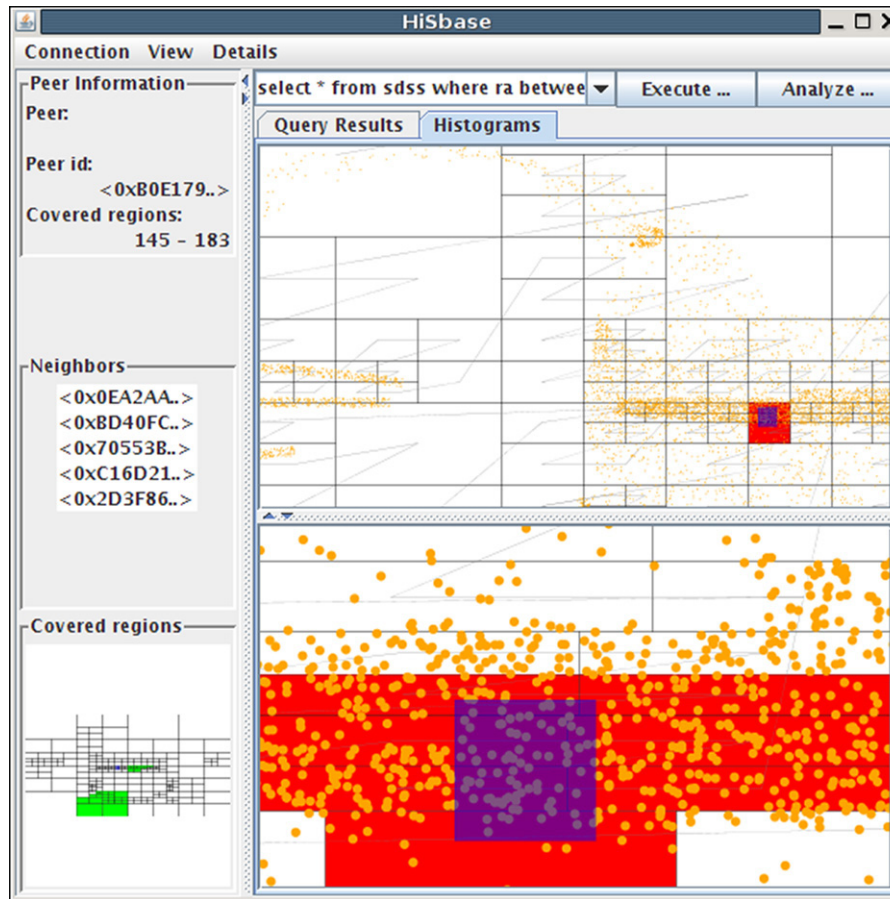 HiSbase
Connection View Details
Peer Information
Peer:
Peer id:
<0xB0E179..>
Covered regions:
145 - 183
Neighbors
<0x0EA2AA..>
<0xBD40FC..>
<0x70553B..>
<0xC16D21..>
<0x2D3F86..>
Covered regions
select * from sdss where ra betwee
Execute ...
Analyze ...
Query Results
Histograms